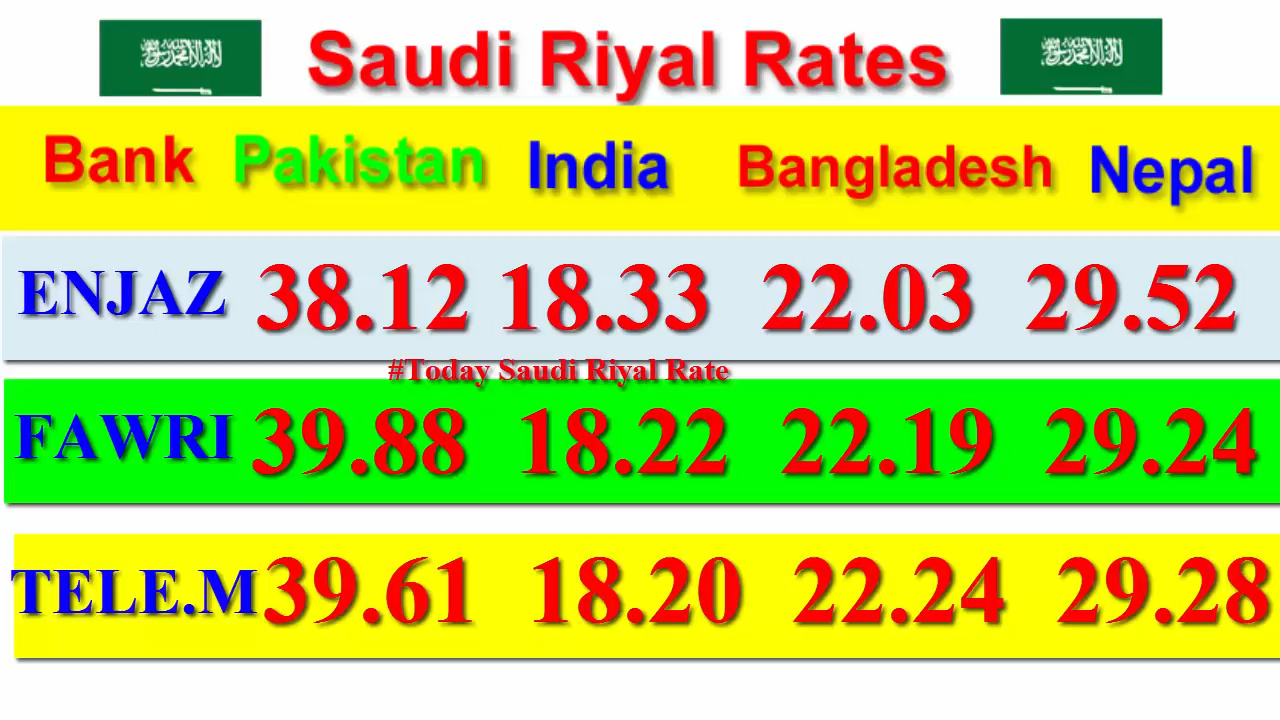 Saudi Riyal Rates
Bank Pakistan India Bangladesh Nepal
ENJAZ 38.12 18.33 22.03 29.52
#Today Saudi Riyal Rate
FAWRI 39.88 18.22 22.19 29.24
TELE.M 39.61 18.20 22.24 29.28